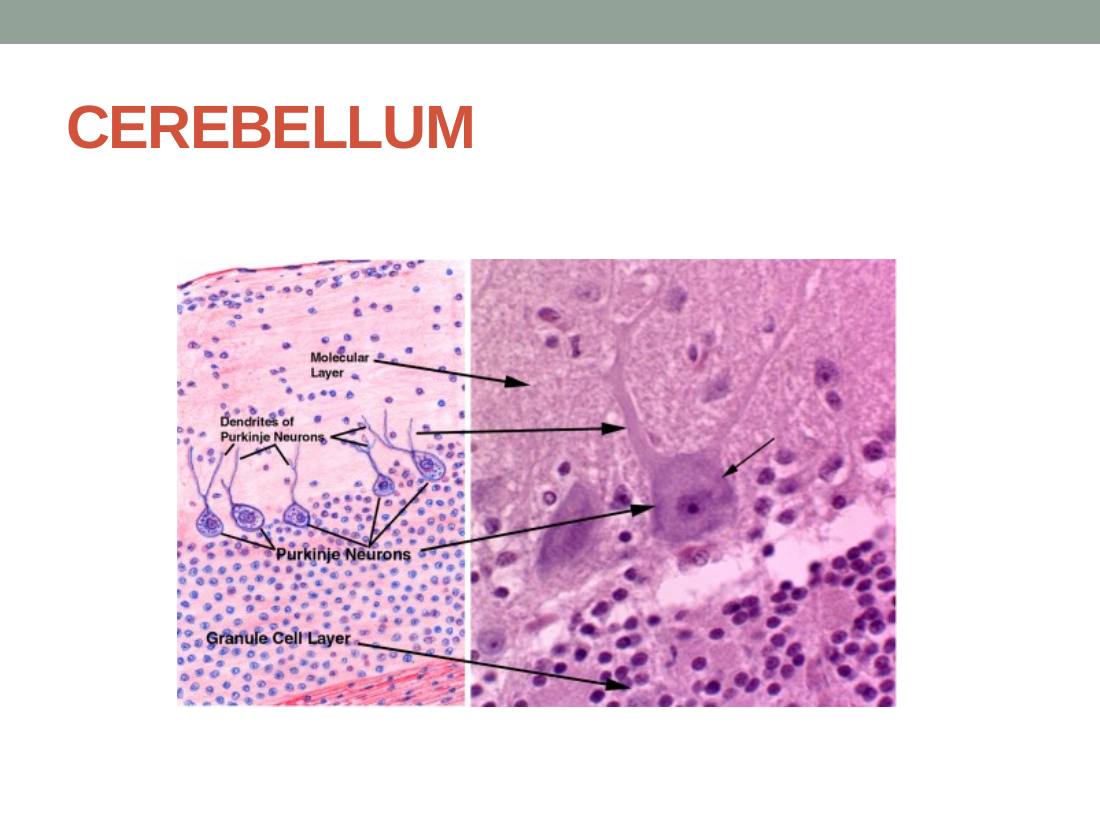 CEREBELLUM
Molecular
Layer
Dendrites of
Purkinje Neurons
Purkinje Neurons
Granule Cell Layer